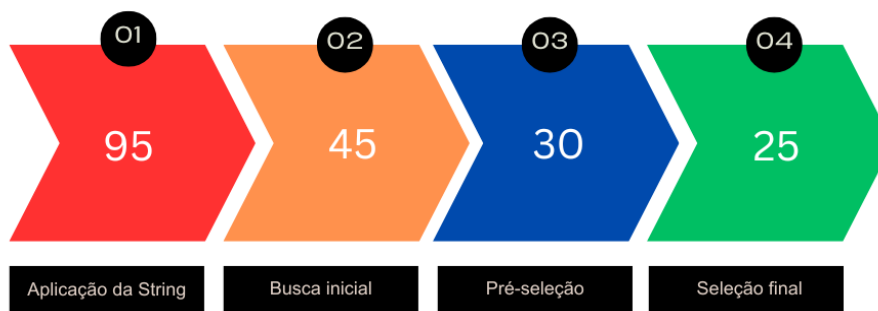 01
02
03
04
95
45
30
25
Aplicação da String
Busca inicial
Pré-seleção
Seleção final